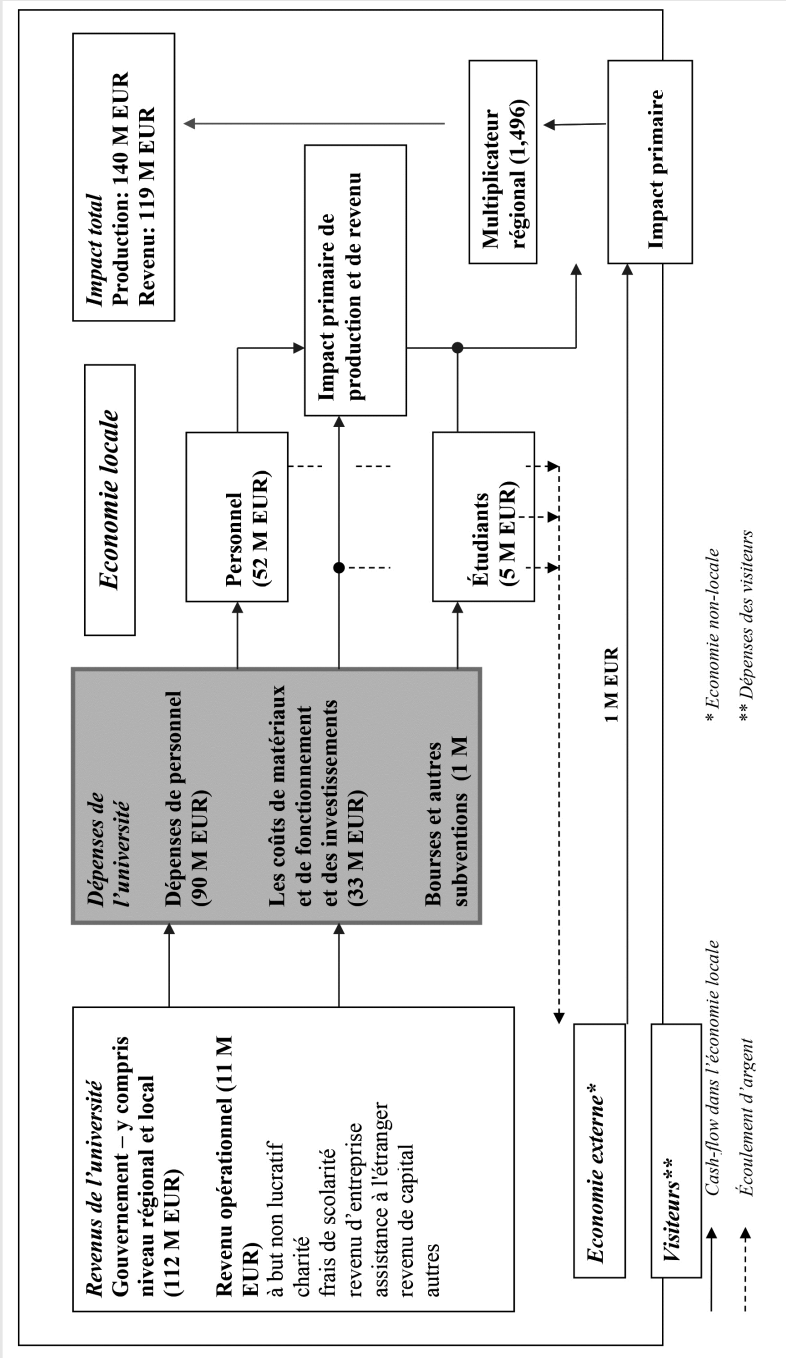 Revenus de l'université
Gouvernement – y compris
niveau régional et local
(112 M EUR)
Revenu opérationnel (11 M
EUR)
à but non lucratif
charité
frais de scolarité
revenu d'entreprise
assistance à l'étranger
revenu de capital
autres
Dépenses de
l'université
Dépenses de personnel
(90 M EUR)
Les coûts de matériaux
et de fonctionnement
et des investissements
(33 M EUR)
Bourses et autres
subventions (1 M
Economie locale
Personnel
(52 M EUR)
Étudiants
(5 M EUR)
Impact primaire de
production et de revenu
Impact total
Production: 140 M EUR
Revenu: 119 M EUR
Multiplicateur
régional (1,496)
Impact primaire
Economie externe*
1 M EUR
Visiteurs**
Cash-flow dans l'économie locale
* Economie non-locale
Écoulement d'argent
** Dépenses des visiteurs